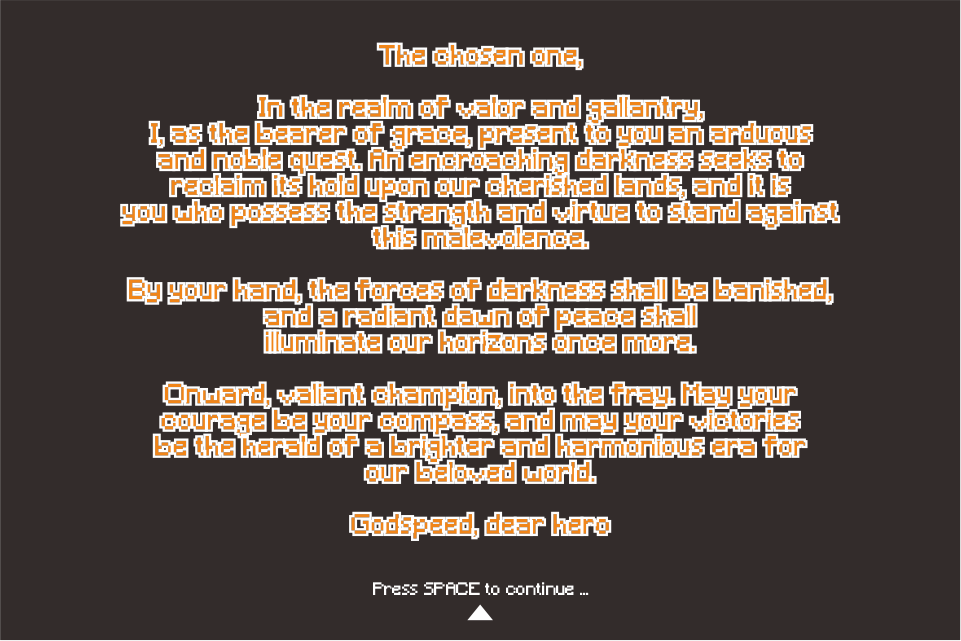 The chosen one,
In the realm of valor and gallantry,
I, as the bearer of grace, present to you an arduous
and noble quest. An encroaching darkness seeks to
reclaim its hold upon our cherished lands, and it is
you who possess the strength and virtue to stand against
this malevolence.
By your hand, the forces of darkness shall be banished,
and a radiant dawn of peace shall
illuminate our horizons once more.
Onward, valiant champion, into the fray. May your
courage be your compass, and may your victories
be the herald of a brighter and harmonious era for
our beloved world.
Godspeed, dear hero
Press SPACE to continue ...